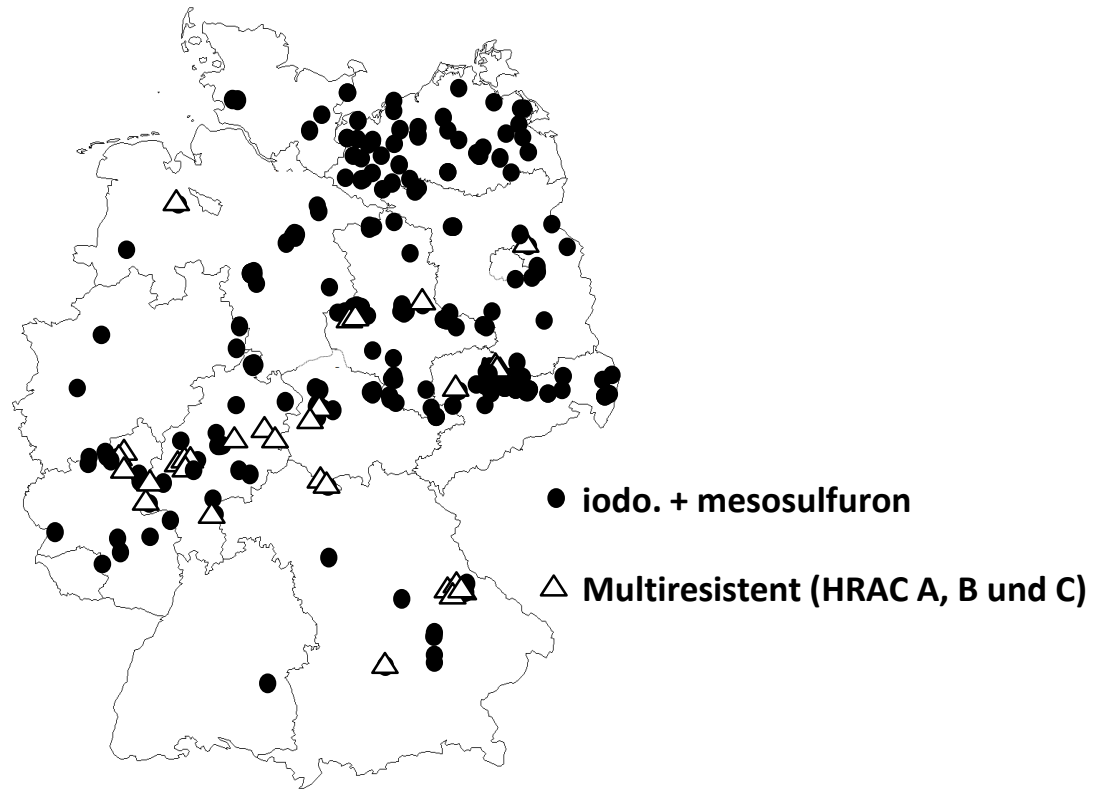 iodo. + mesosulfuron
Multiresistent (HRAC A, B und C)